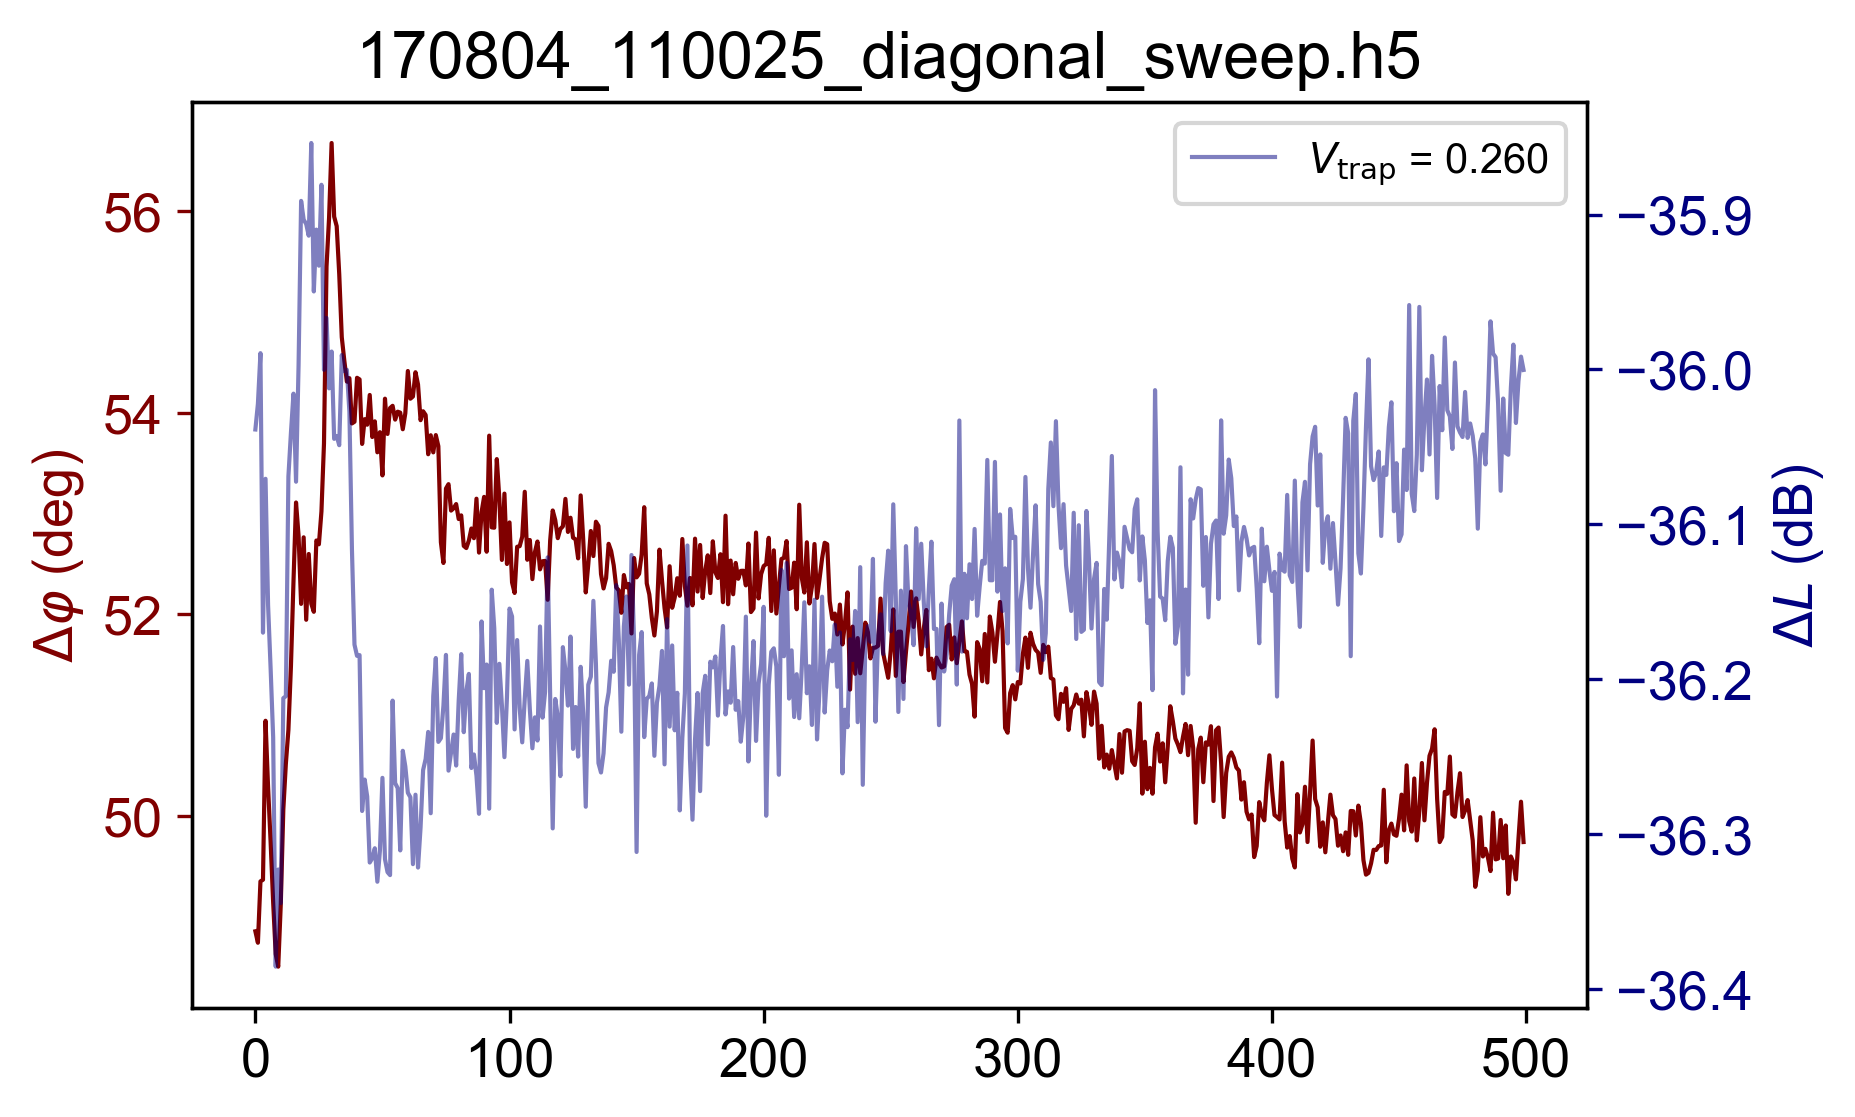 170804_110025_diagonal_sweep.h5
V_trap = 0.260
Δφ (deg)
56
54
52
50
ΔL (dB)
−35.9
−36.0
−36.1
−36.2
−36.3
−36.4
0 100 200 300 400 500